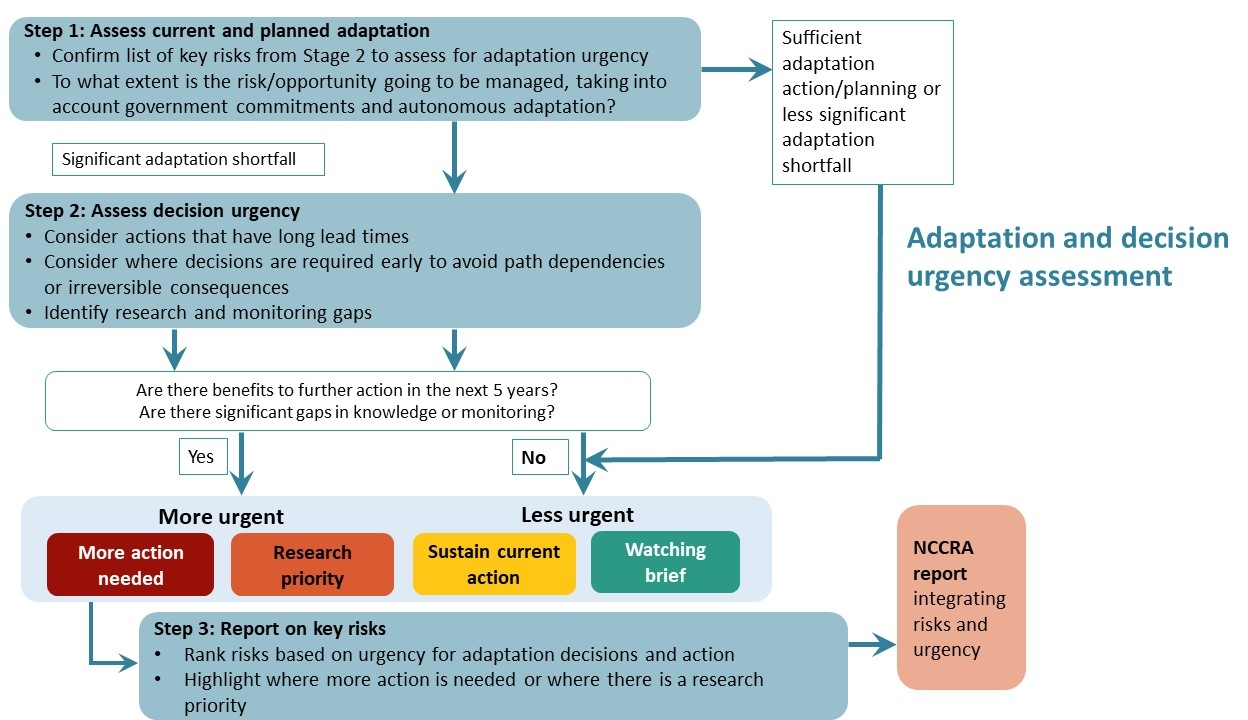 Step 1: Assess current and planned adaptation
• Confirm list of key risks from Stage 2 to assess for adaptation urgency
• To what extent is the risk/opportunity going to be managed, taking into
account government commitments and autonomous adaptation?
Sufficient
adaptation
action/planning or
less significant
adaptation
shortfall
Significant adaptation shortfall
Step 2: Assess decision urgency
• Consider actions that have long lead times
• Consider where decisions are required early to avoid path dependencies
or irreversible consequences
• Identify research and monitoring gaps
Adaptation and decision
urgency assessment
Are there benefits to further action in the next 5 years?
Are there significant gaps in knowledge or monitoring?
Yes
No
More urgent
Less urgent
More action
needed
Research
priority
Sustain current
action
Watching
brief
Step 3: Report on key risks
• Rank risks based on urgency for adaptation decisions and action
• Highlight where more action is needed or where there is a research
priority
NCCRA
report
integrating
risks and
urgency